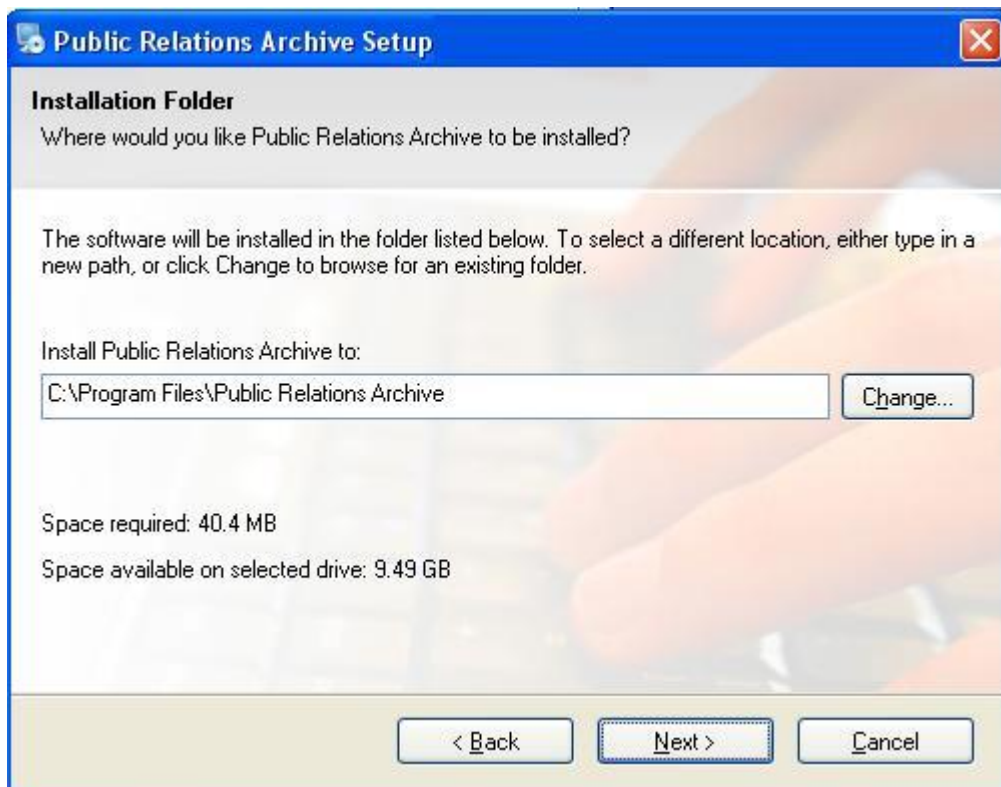 Public Relations Archive Setup
Installation Folder
Where would you like Public Relations Archive to be installed?
The software will be installed in the folder listed below. To select a different location, either type in a
new path, or click Change to browse for an existing folder.
Install Public Relations Archive to:
C:\Program Files\Public Relations Archive
Change...
Space required: 40.4 MB
Space available on selected drive: 9.49 GB
< Back
Next >
Cancel